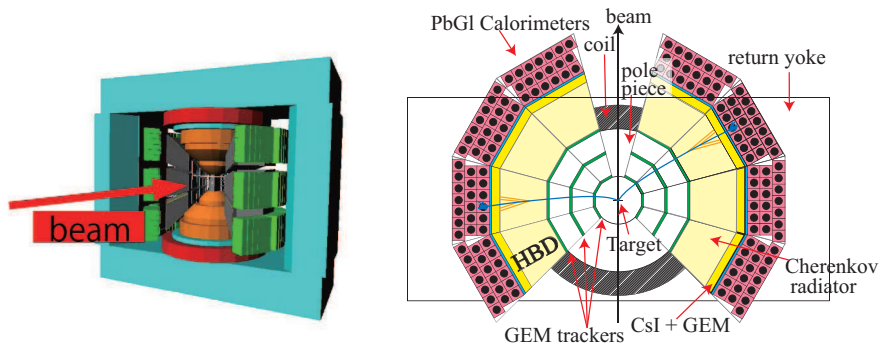 beam
PbGl Calorimeters
beam
coil
return yoke
pole
piece
Target
HBD
Cherenkov
radiator
GEM trackers
CsI + GEM